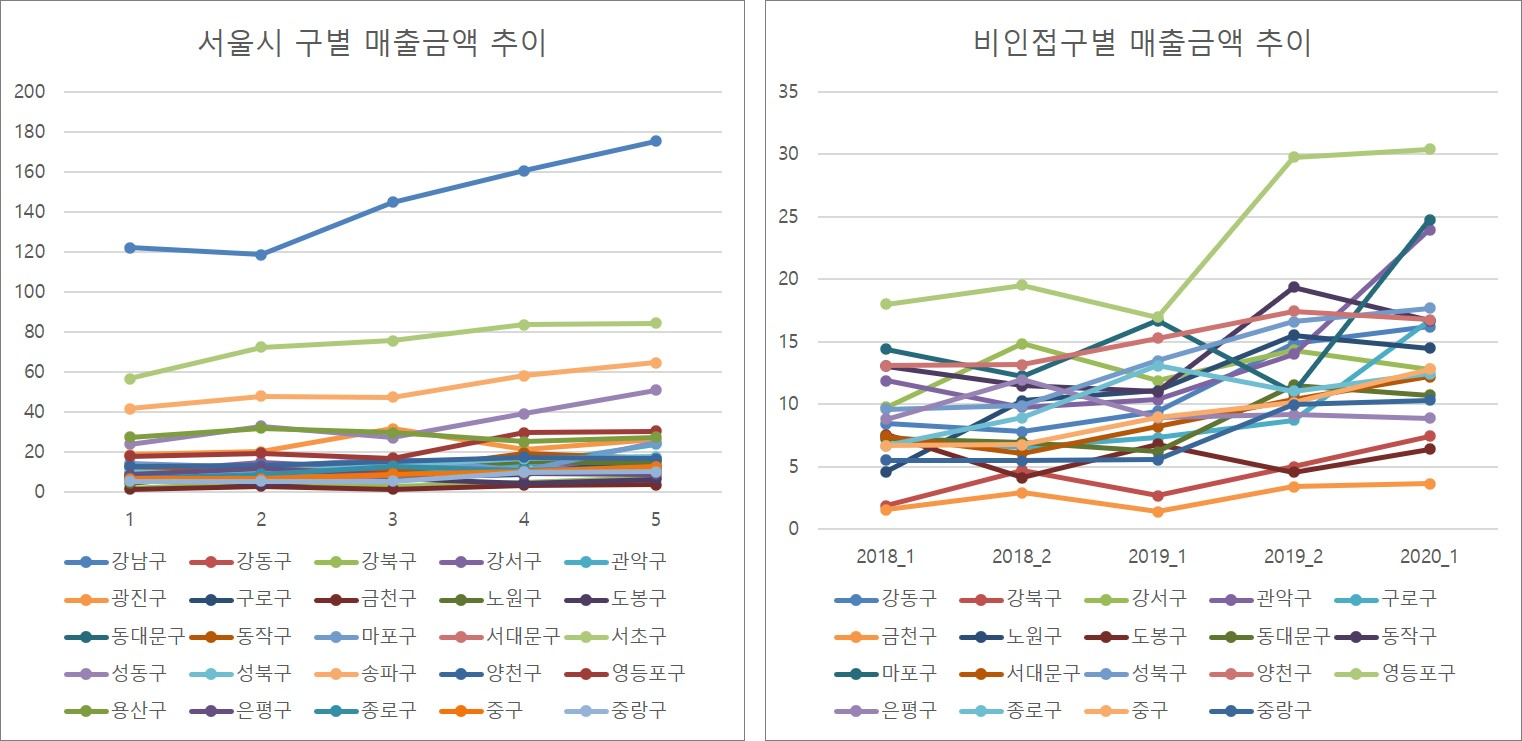 서울시 구별 매출금액 추이
200
180
160
140
120
100
80
60
40
20
0
1 2 3 4 5
강남구 강동구 강북구 강서구 관악구
광진구 구로구 금천구 노원구 도봉구
동대문구 동작구 마포구 서대문구 서초구
성동구 성북구 송파구 양천구 영등포구
용산구 은평구 종로구 중구 중랑구
비인접구별 매출금액 추이
35
30
25
20
15
10
5
0
2018_1 2018_2 2019_1 2019_2 2020_1
강동구 강북구 강서구 관악구 구로구
금천구 노원구 도봉구 동대문구 동작구
마포구 서대문구 성북구 양천구 영등포구
은평구 종로구 중구 중랑구